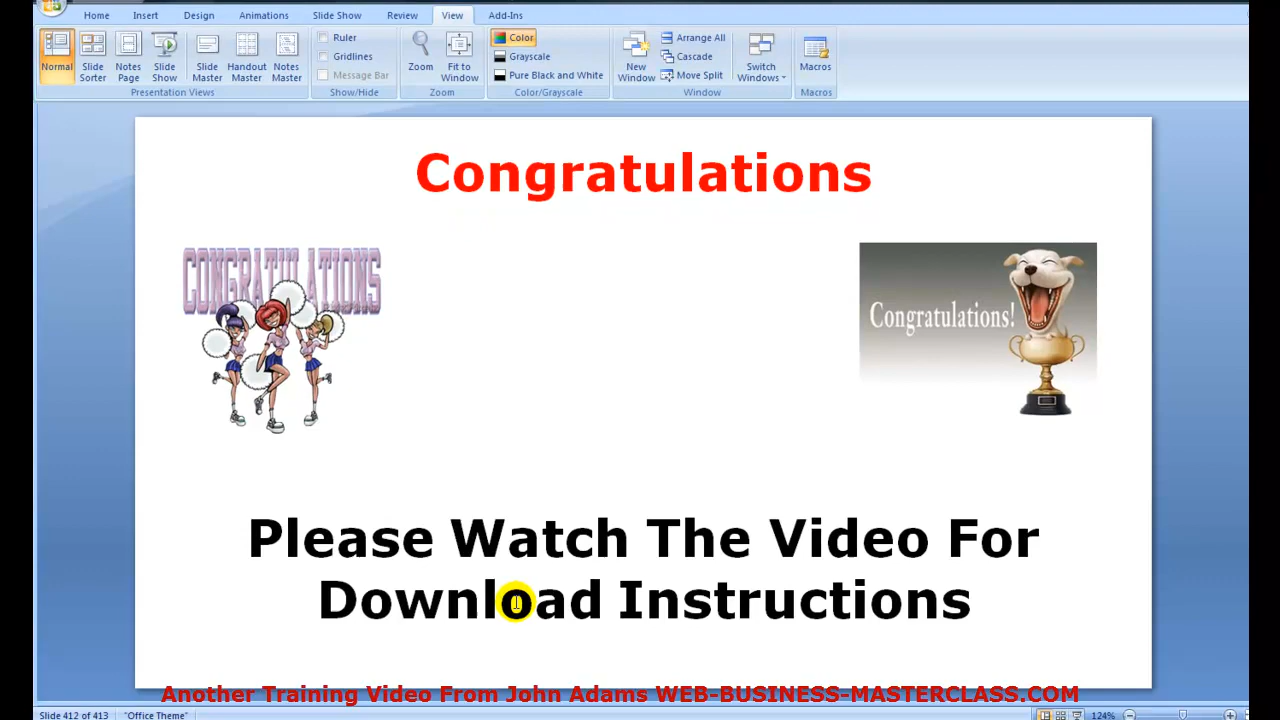 Home Insert Design Animations Slide Show Review View Add-Ins
Normal Slide Sorter Notes Page Slide Show Slide Master Handout Master Notes Master
Presentation Views
Ruler
Gridlines
Message Bar
Show/Hide
Zoom Fit to Window
Zoom
Color
Grayscale
Pure Black and White
Color/Grayscale
New Window
Arrange All
Cascade
Move Split
Switch Windows
Window
Macros
Macros
Congratulations
CONGRATULATIONS
Congratulations!
Please Watch The Video For
Download Instructions
Another Training Video From John Adams WEB-BUSINESS-MASTERCLASS.COM
Slide 412 of 413 "Office Theme" 124%